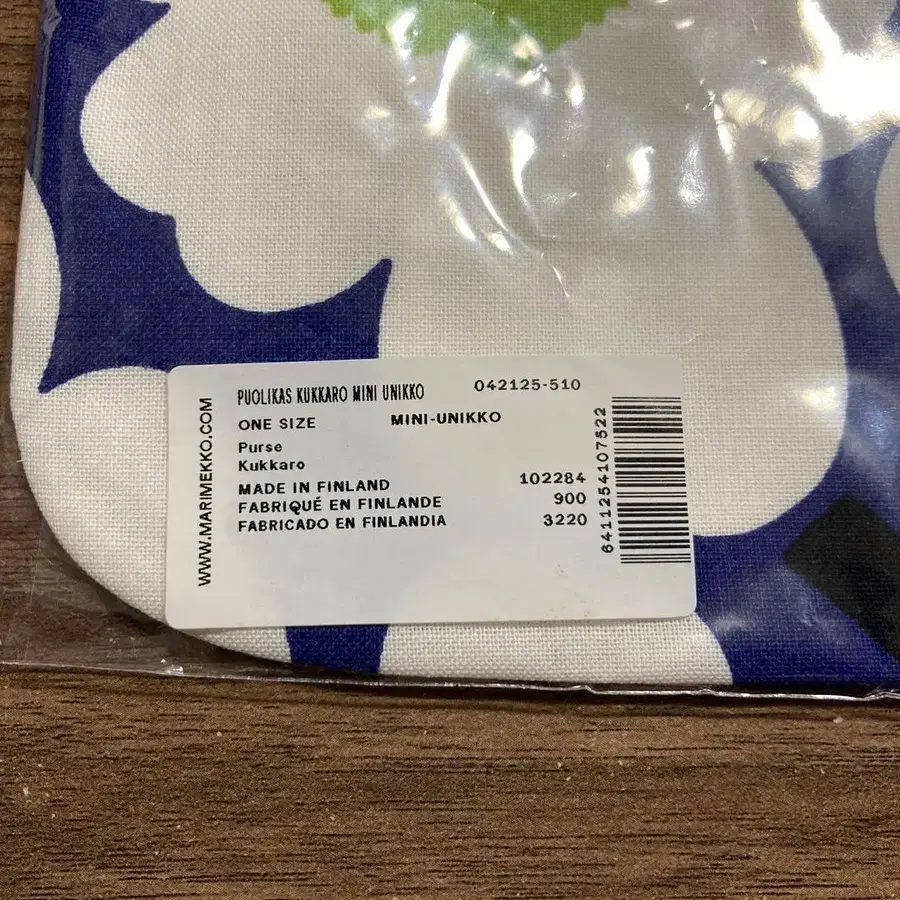 PUOLIKAS KUKKARO MINI UNIKKO 042125-510
ONE SIZE MINI-UNIKKO
Purse
Kukkaro
MADE IN FINLAND 102284
FABRIQUÉ EN FINLANDE 900
FABRICADO EN FINLANDIA 3220
WWW.MARIMEKKO.COM
6411254107522